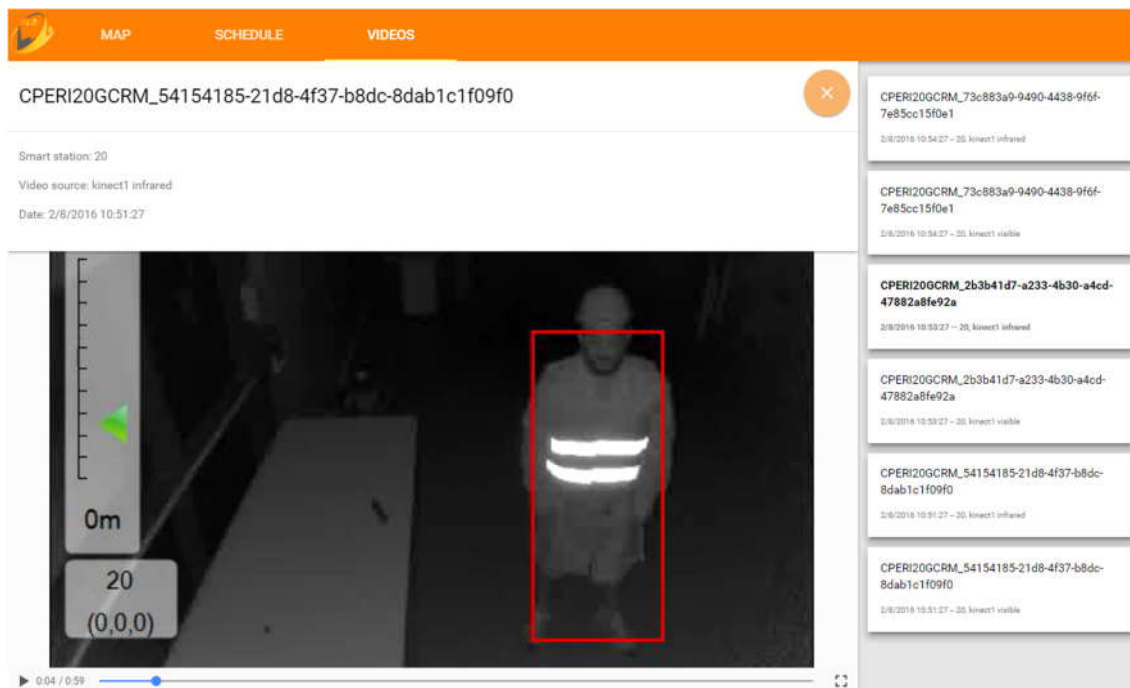 MAP
SCHEDULE
VIDEOS
CPERI20GCRM_54154185-21d8-4f37-b8dc-8dab1c1f09f0
Smart station: 20
Video source: kinect1 infrared
Date: 2/8/2016 10:51:27
0m
20
(0,0,0)
0:04 / 0:59
CPERI20GCRM_73c883a9-9490-4438-9f6f-
7e85cc15f0e1
2/8/2016 10:54:27 – 20, kinect1 infrared
CPERI20GCRM_73c883a9-9490-4438-9f6f-
7e85cc15f0e1
2/8/2016 10:54:27 – 20, kinect1 visible
CPERI20GCRM_2b3b41d7-a233-4b30-a4cd-
47882a8fe92a
2/8/2016 10:53:27 – 20, kinect1 infrared
CPERI20GCRM_2b3b41d7-a233-4b30-a4cd-
47882a8fe92a
2/8/2016 10:53:27 – 20, kinect1 visible
CPERI20GCRM_54154185-21d8-4f37-b8dc-
8dab1c1f09f0
2/8/2016 10:51:27 – 20, kinect1 infrared
CPERI20GCRM_54154185-21d8-4f37-b8dc-
8dab1c1f09f0
2/8/2016 10:51:27 – 20, kinect1 visible